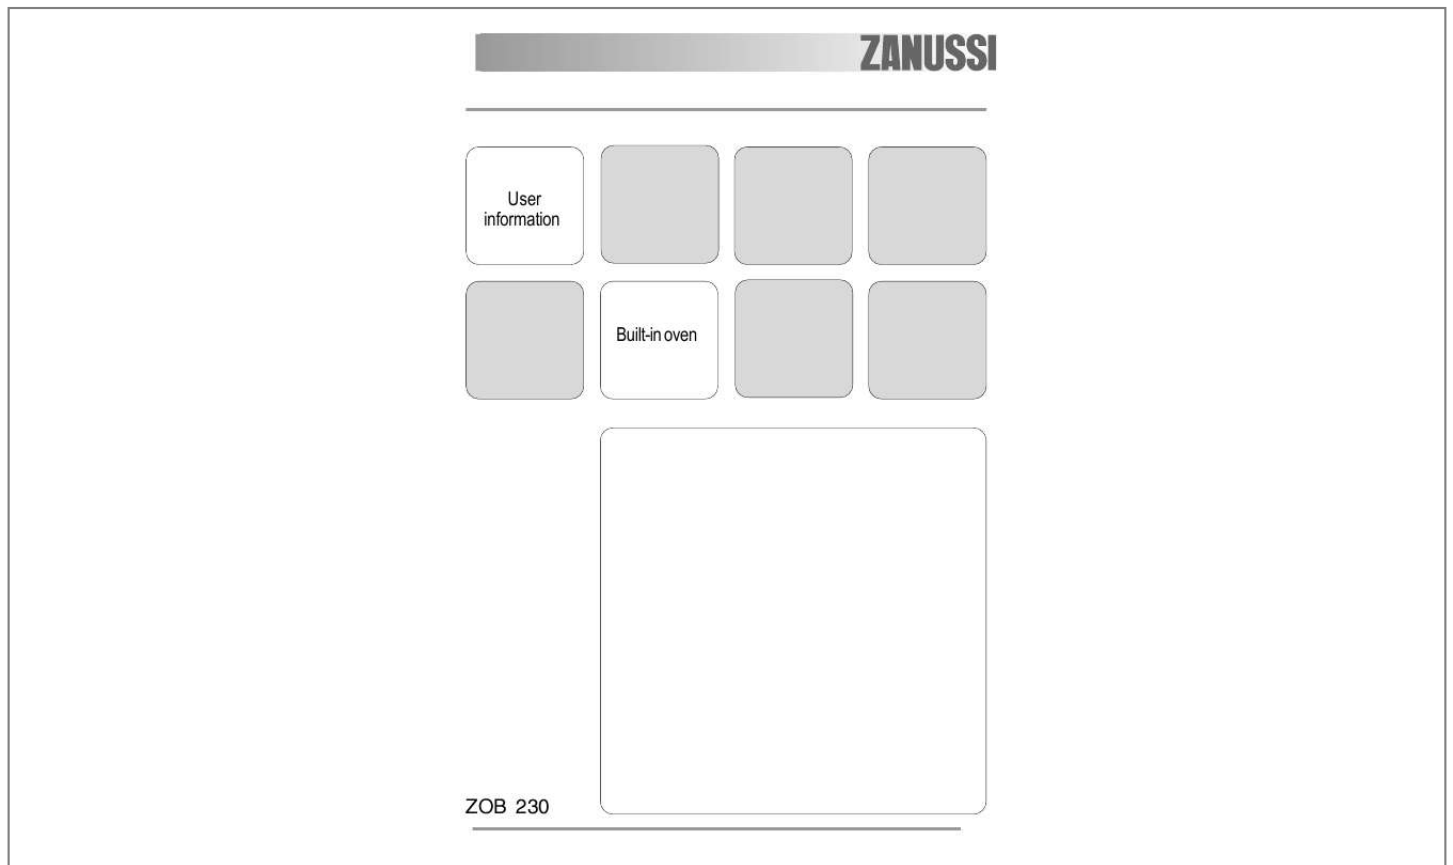 ZANUSSI
User
information
Built-in oven
ZOB 230